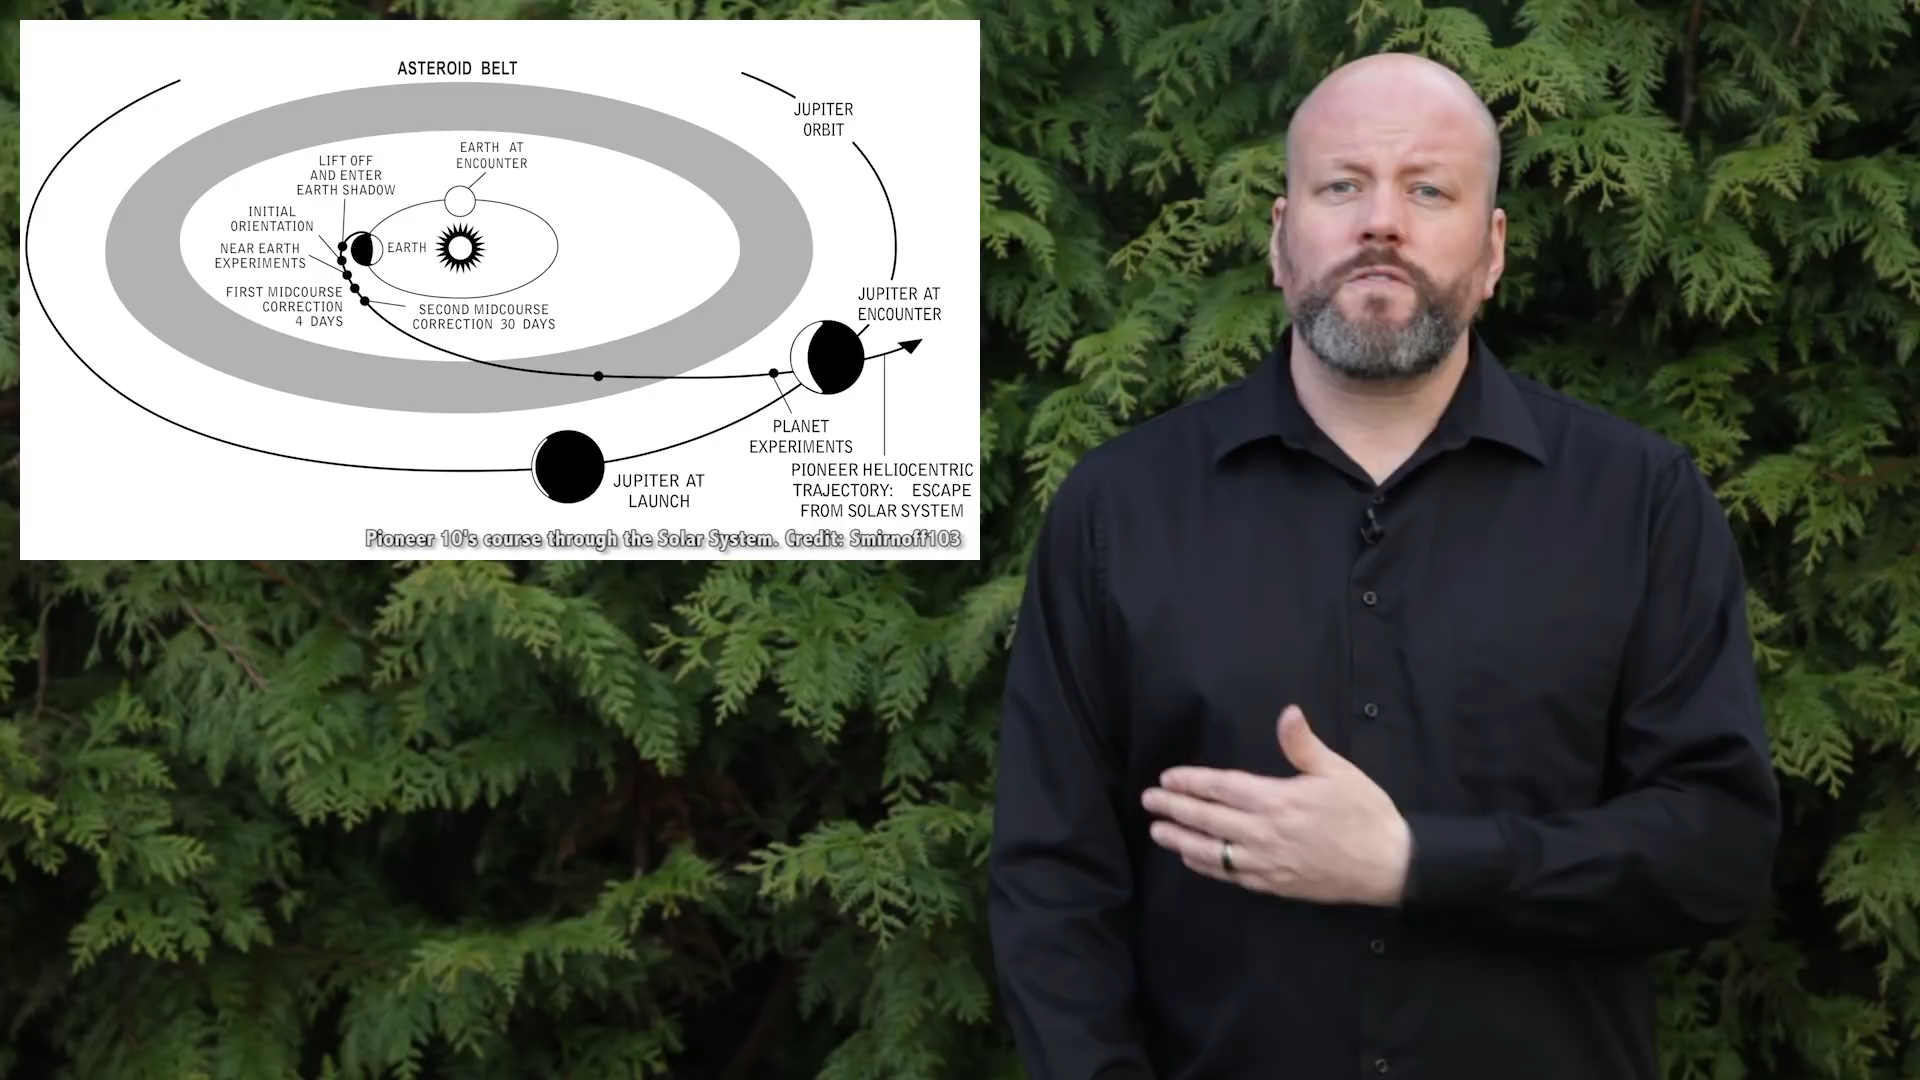 ASTEROID BELT
JUPITER
ORBIT
EARTH AT
ENCOUNTER
LIFT OFF
AND ENTER
EARTH SHADOW
INITIAL
ORIENTATION
NEAR EARTH
EXPERIMENTS
EARTH
FIRST MIDCOURSE
CORRECTION
4 DAYS
SECOND MIDCOURSE
CORRECTION 30 DAYS
JUPITER AT
ENCOUNTER
PLANET
EXPERIMENTS
JUPITER AT
LAUNCH
PIONEER HELIOCENTRIC
TRAJECTORY: ESCAPE
FROM SOLAR SYSTEM
Pioneer 10's course through the Solar System. Credit: Smirnoff103